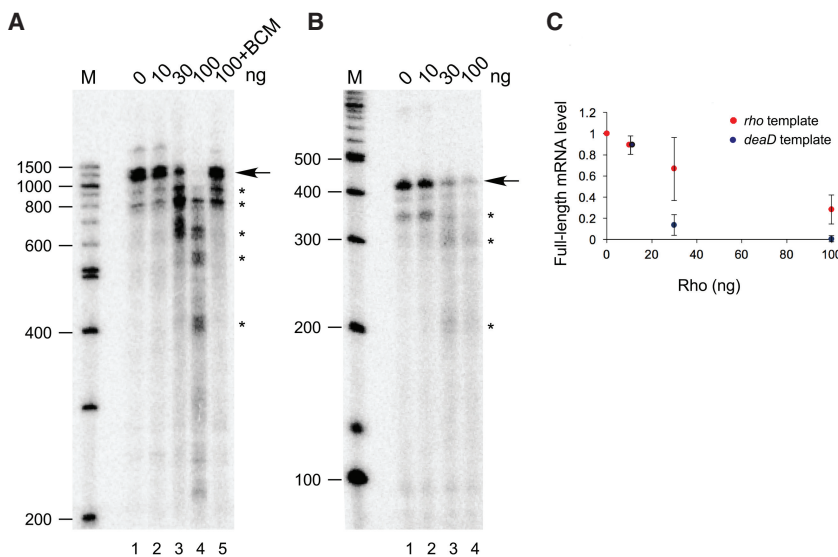 A
M 0 10 30 100 100+BCM ng
1500
1000
800
600
400
200
*
*
*
*
*
1 2 3 4 5
B
M 0 10 30 100 ng
500
400
300
200
100
*
*
*
1 2 3 4
C
Full-length mRNA level
1.2
1
0.8
0.6
0.4
0.2
0
0 20 40 60 80 100
Rho (ng)
rho template
deaD template